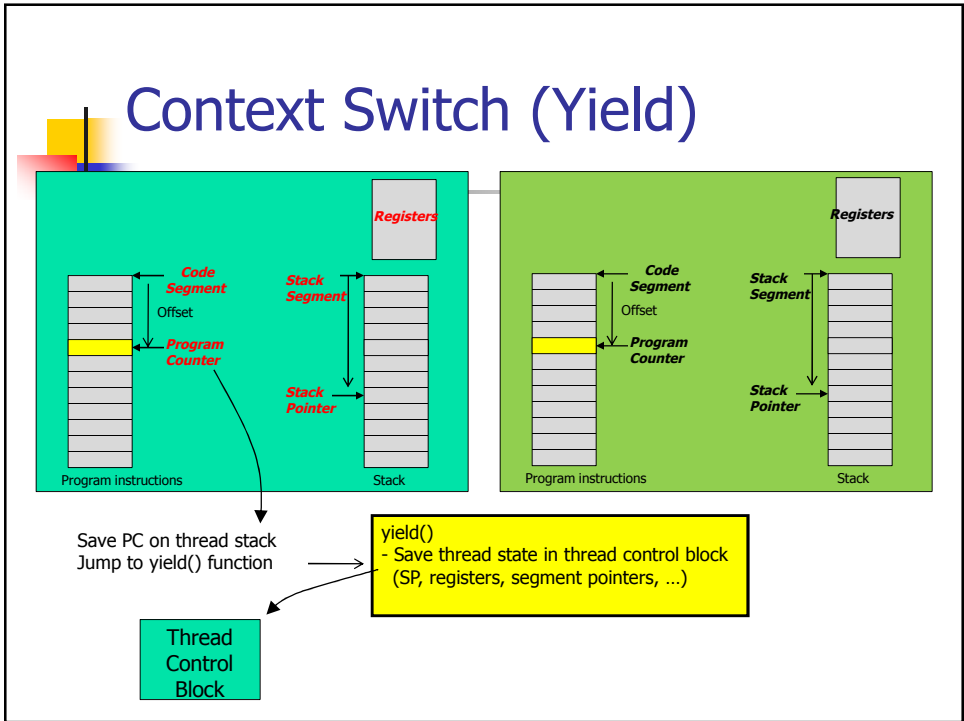 Context Switch (Yield)
Registers
Code
Segment
Offset
Program
Counter
Stack
Segment
Stack
Pointer
Program instructions
Stack
Registers
Code
Segment
Offset
Program
Counter
Stack
Segment
Stack
Pointer
Program instructions
Stack
Save PC on thread stack
Jump to yield() function
yield()
- Save thread state in thread control block
(SP, registers, segment pointers, …)
Thread
Control
Block